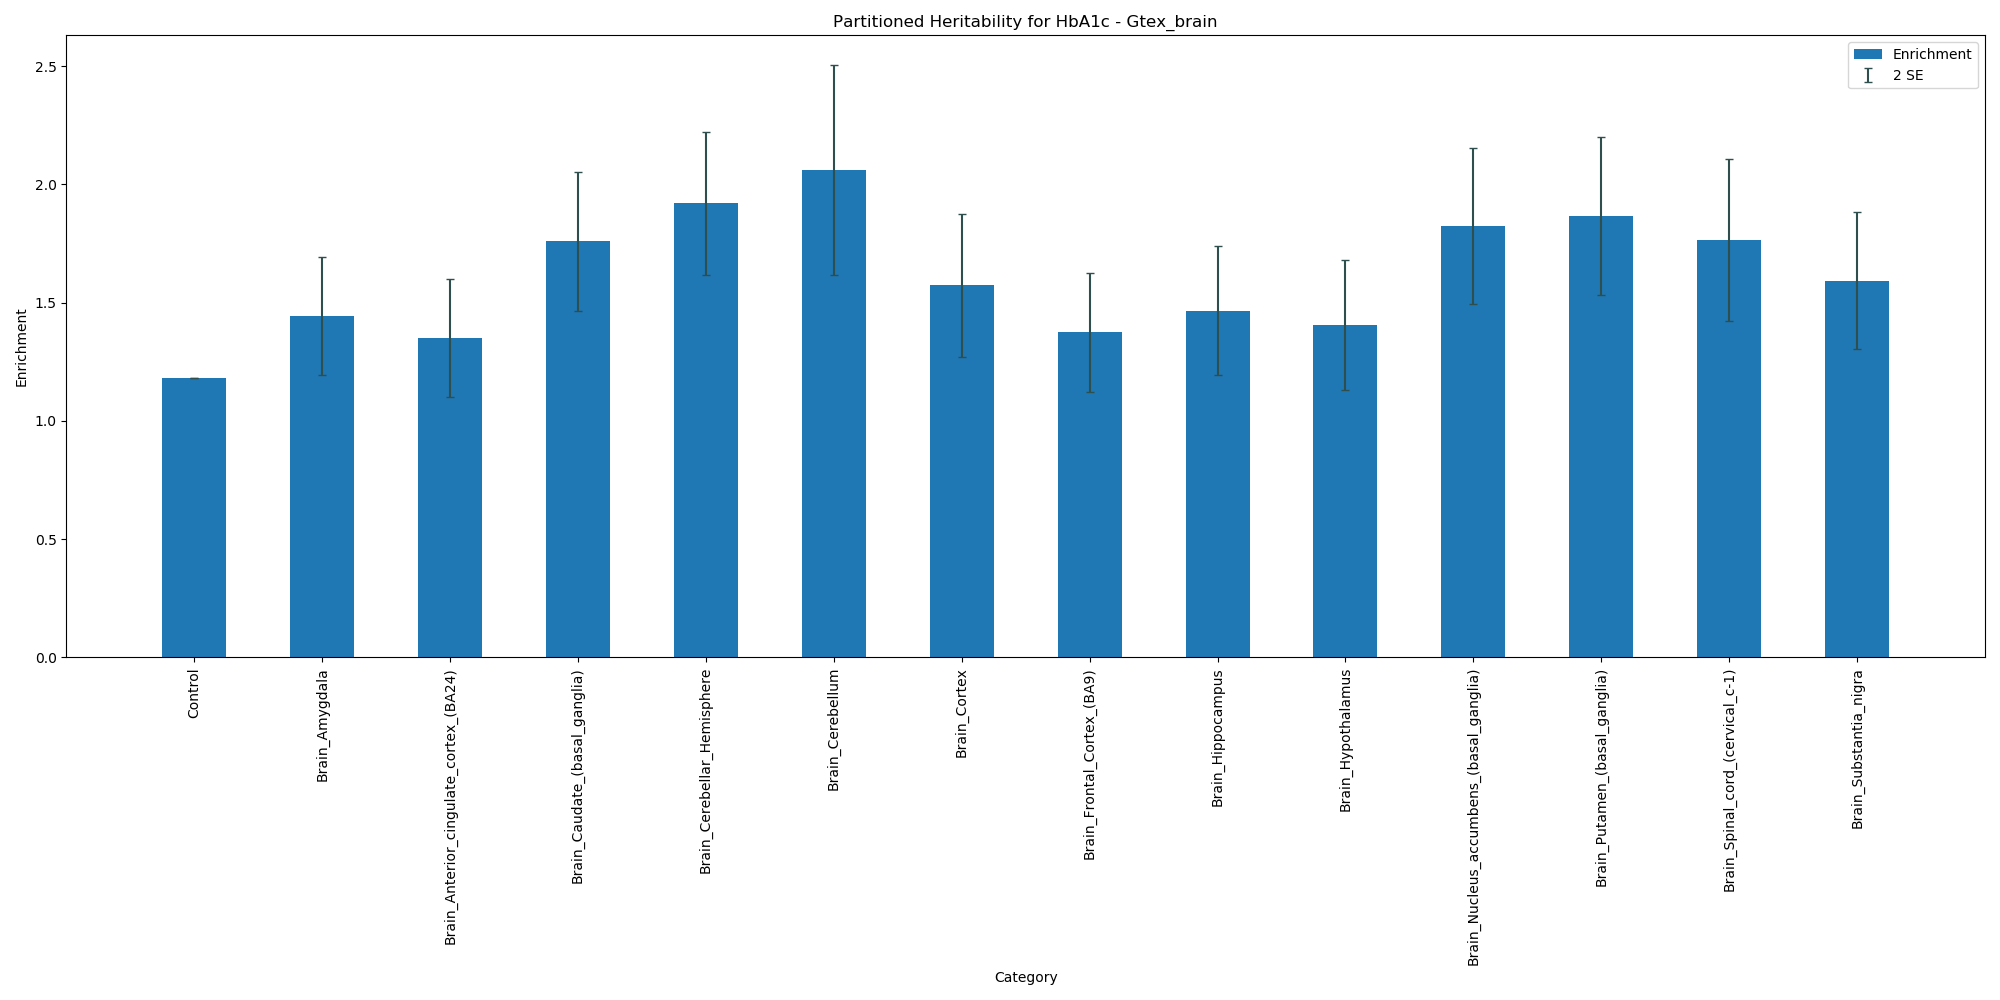 Partitioned Heritability for HbA1c - Gtex_brain
Enrichment
2 SE
2.5
2.0
1.5
1.0
0.5
0.0
Enrichment
Control
Brain_Amygdala
Brain_Anterior_cingulate_cortex_(BA24)
Brain_Caudate_(basal_ganglia)
Brain_Cerebellar_Hemisphere
Brain_Cerebellum
Brain_Cortex
Brain_Frontal_Cortex_(BA9)
Brain_Hippocampus
Brain_Hypothalamus
Brain_Nucleus_accumbens_(basal_ganglia)
Brain_Putamen_(basal_ganglia)
Brain_Spinal_cord_(cervical_c-1)
Brain_Substantia_nigra
Category